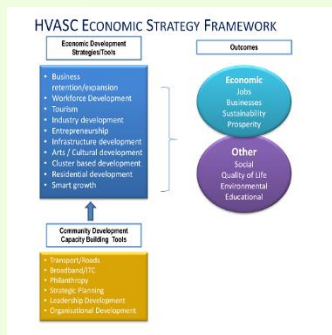 HVASC ECONOMIC STRATEGY FRAMEWORK
Economic Development
Strategies/Tools
• Business
retention/expansion
• Workforce Development
• Tourism
• Industry development
• Entrepreneurship
• Infrastructure development
• Arts / Cultural development
• Cluster based development
• Residential development
• Smart growth
Outcomes
Economic
Jobs
Businesses
Sustainability
Prosperity
Other
Social
Quality of Life
Environmental
Educational
Community Development
Capacity Building Tools
• Transport/Roads
• Broadband/ITC
• Philanthropy
• Strategic Planning
• Leadership Development
• Organisational Development